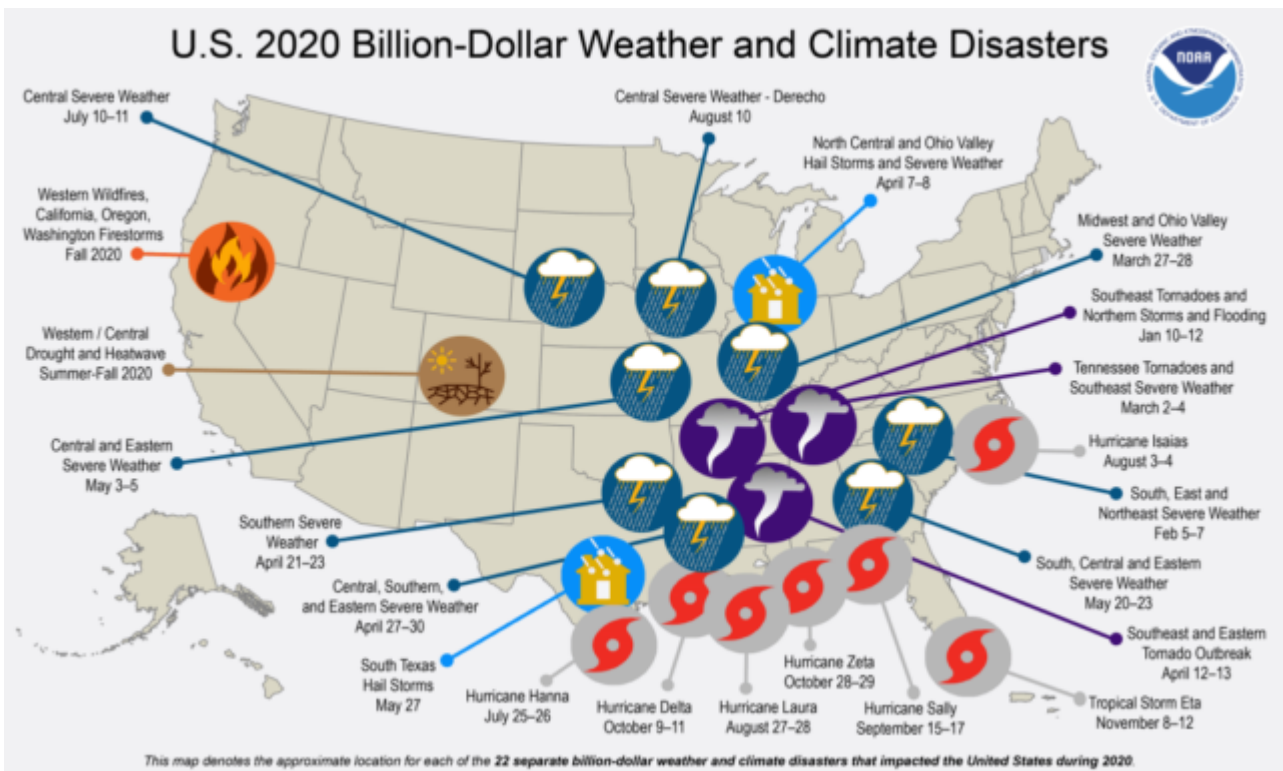 U.S. 2020 Billion-Dollar Weather and Climate Disasters
NOAA
NATIONAL OCEANIC AND ATMOSPHERIC ADMINISTRATION
U.S. DEPARTMENT OF COMMERCE
Central Severe Weather
July 10–11
Central Severe Weather - Derecho
August 10
North Central and Ohio Valley
Hail Storms and Severe Weather
April 7–8
Western Wildfires,
California, Oregon,
Washington Firestorms
Fall 2020
Midwest and Ohio Valley
Severe Weather
March 27–28
Southeast Tornadoes and
Northern Storms and Flooding
Jan 10–12
Western / Central
Drought and Heatwave
Summer-Fall 2020
Tennessee Tornadoes and
Southeast Severe Weather
March 2–4
Central and Eastern
Severe Weather
May 3–5
Hurricane Isaias
August 3–4
South, East and
Northeast Severe Weather
Feb 5–7
Southern Severe
Weather
April 21–23
South, Central and Eastern
Severe Weather
May 20–23
Central, Southern,
and Eastern Severe Weather
April 27–30
Southeast and Eastern
Tornado Outbreak
April 12–13
South Texas
Hail Storms
May 27
Hurricane Hanna
July 25–26
Hurricane Delta
October 9–11
Hurricane Laura
August 27–28
Hurricane Zeta
October 28–29
Hurricane Sally
September 15–17
Tropical Storm Eta
November 8–12
This map denotes the approximate location for each of the 22 separate billion-dollar weather and climate disasters that impacted the United States during 2020.